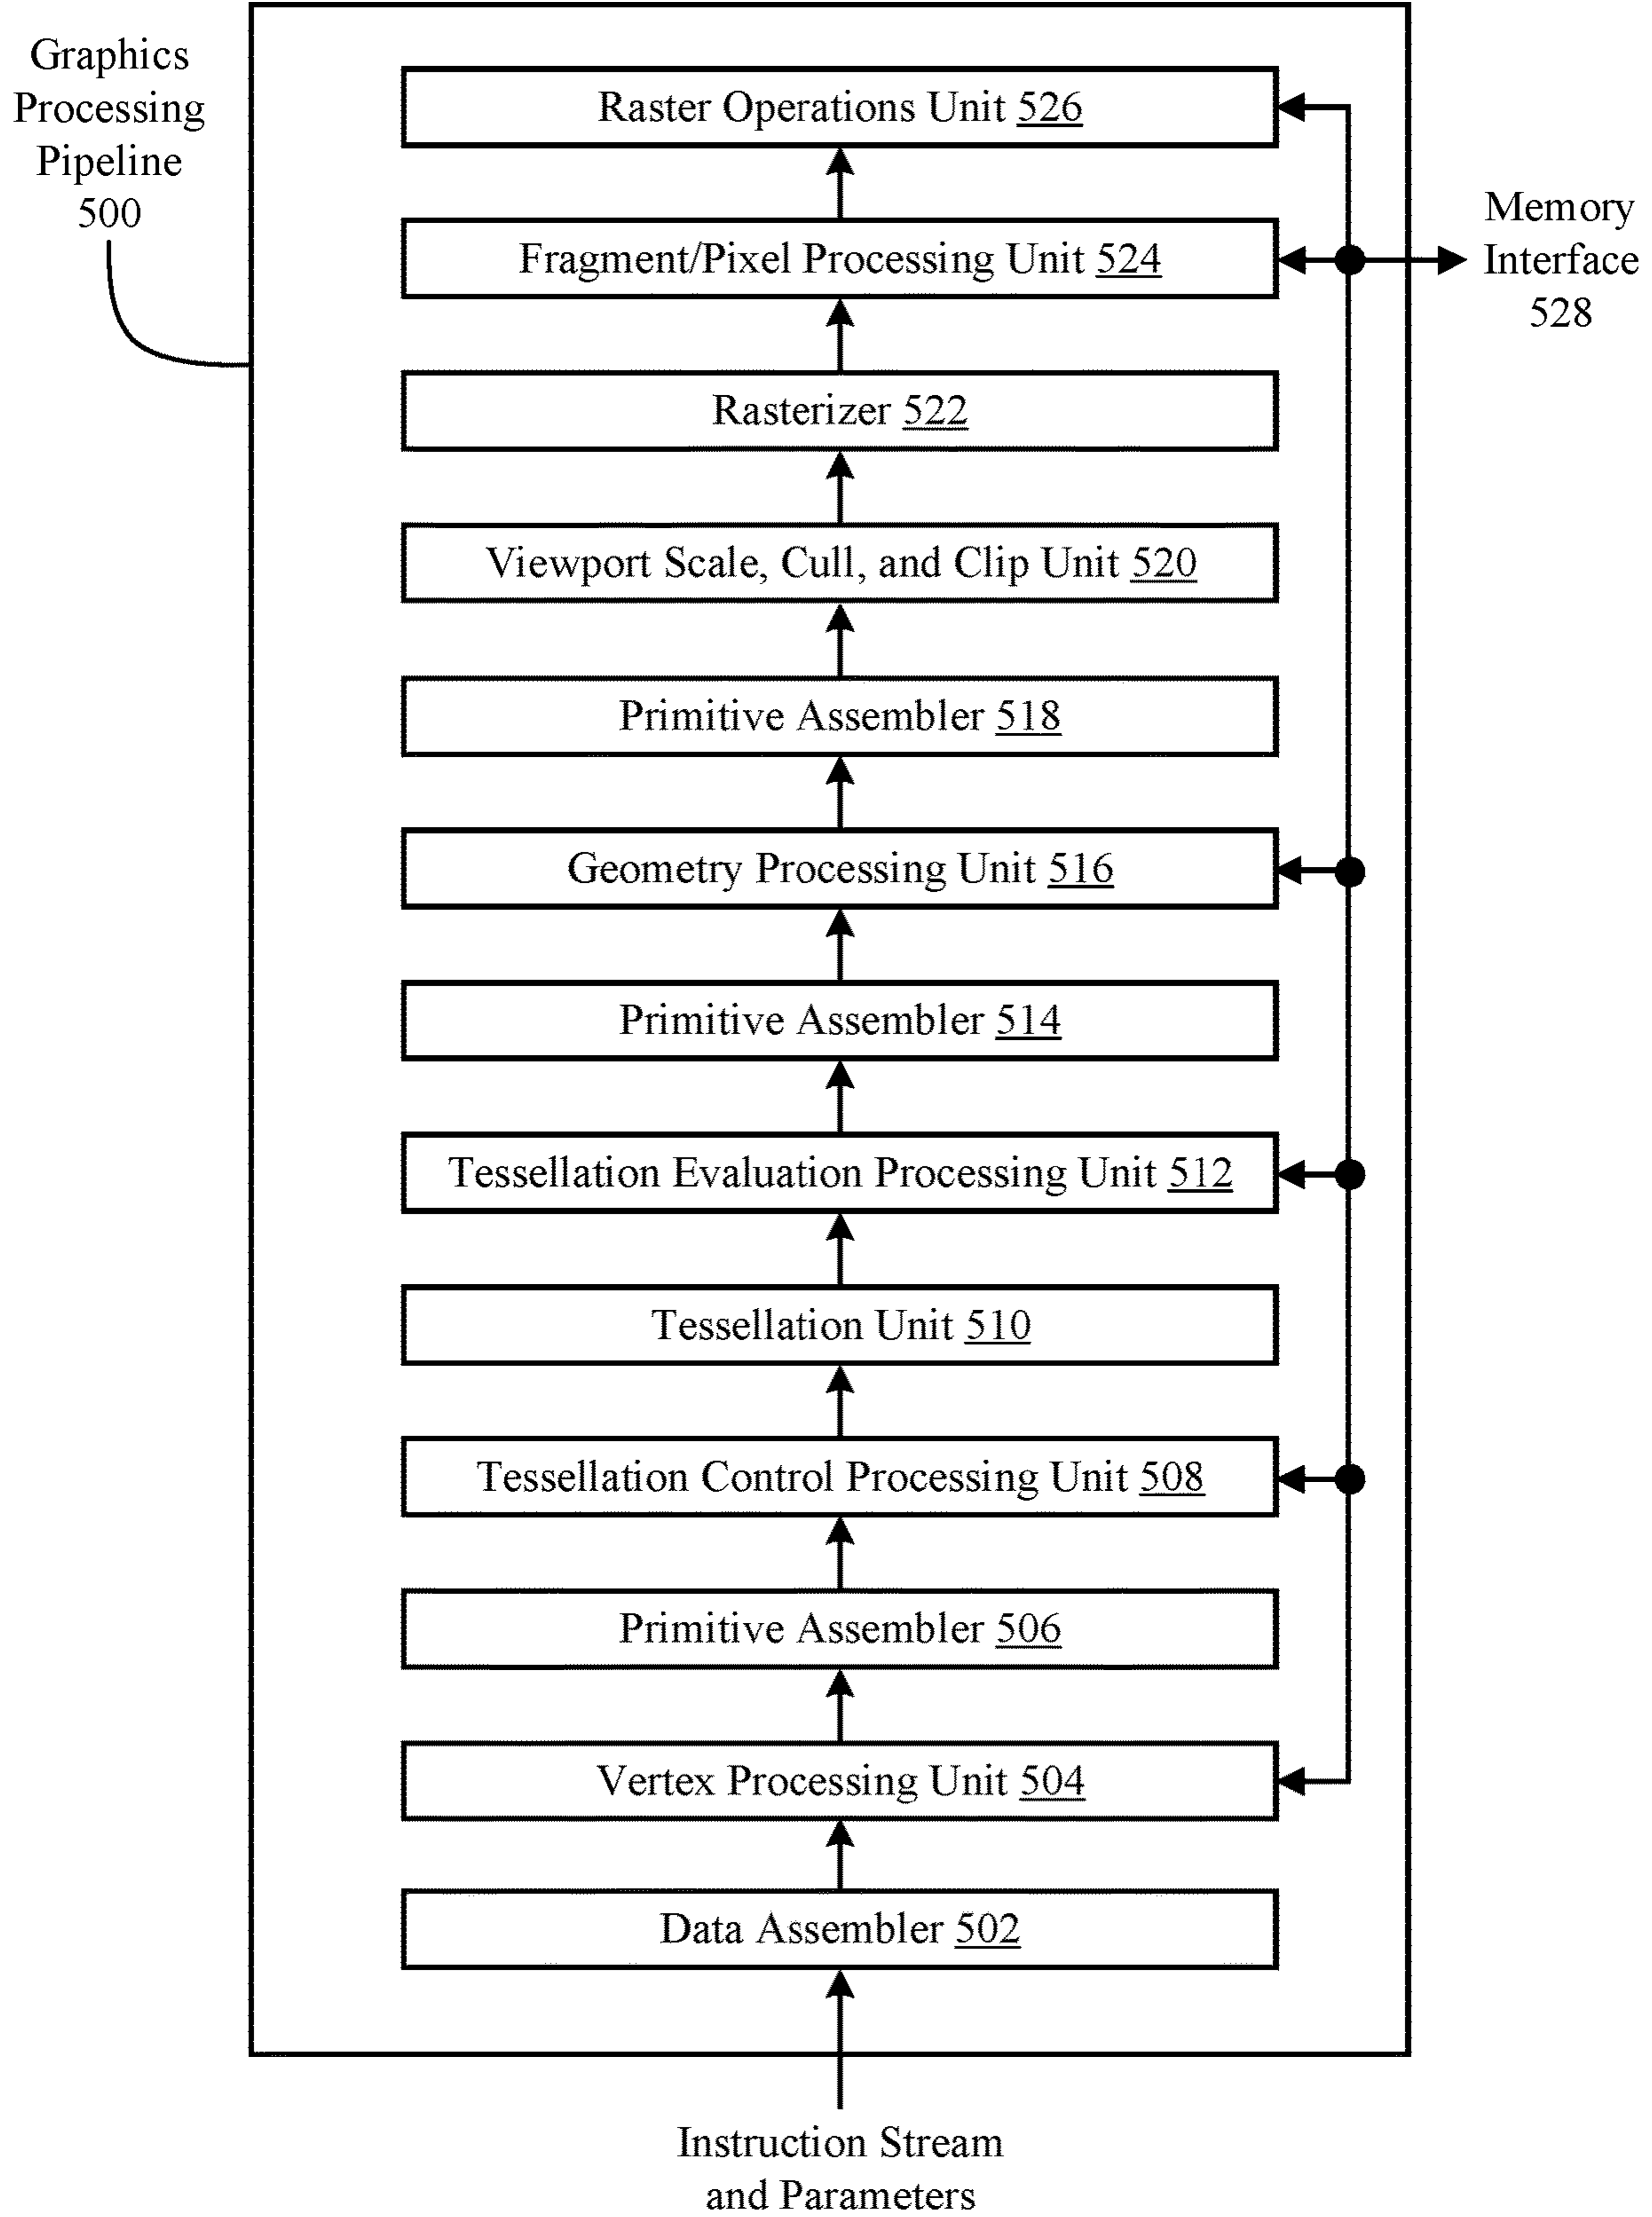 Graphics
Processing
Pipeline
500
Raster Operations Unit 526
Fragment/Pixel Processing Unit 524
Memory
Interface
528
Rasterizer 522
Viewport Scale, Cull, and Clip Unit 520
Primitive Assembler 518
Geometry Processing Unit 516
Primitive Assembler 514
Tessellation Evaluation Processing Unit 512
Tessellation Unit 510
Tessellation Control Processing Unit 508
Primitive Assembler 506
Vertex Processing Unit 504
Data Assembler 502
Instruction Stream
and Parameters